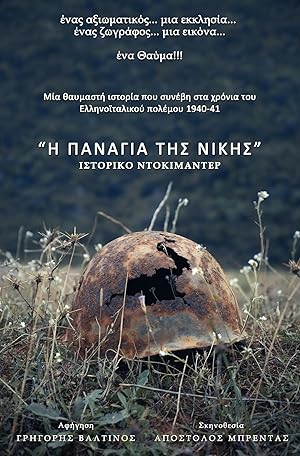 ένας αξιωματικός... μια εκκλησία...
ένας ζωγράφος... μια εικόνα...
ένα Θαύμα!!!
Μία θαυμαστή ιστορία που συνέβη στα χρόνια του
Ελληνοϊταλικού πολέμου 1940-41
“Η ΠΑΝΑΓΙΑ ΤΗΣ ΝΙΚΗΣ”
ΙΣΤΟΡΙΚΟ ΝΤΟΚΙΜΑΝΤΕΡ
Αφήγηση
ΓΡΗΓΟΡΗΣ ΒΑΛΤΙΝΟΣ
Σκηνοθεσία
ΑΠΟΣΤΟΛΟΣ ΜΠΡΕΝΤΑΣ